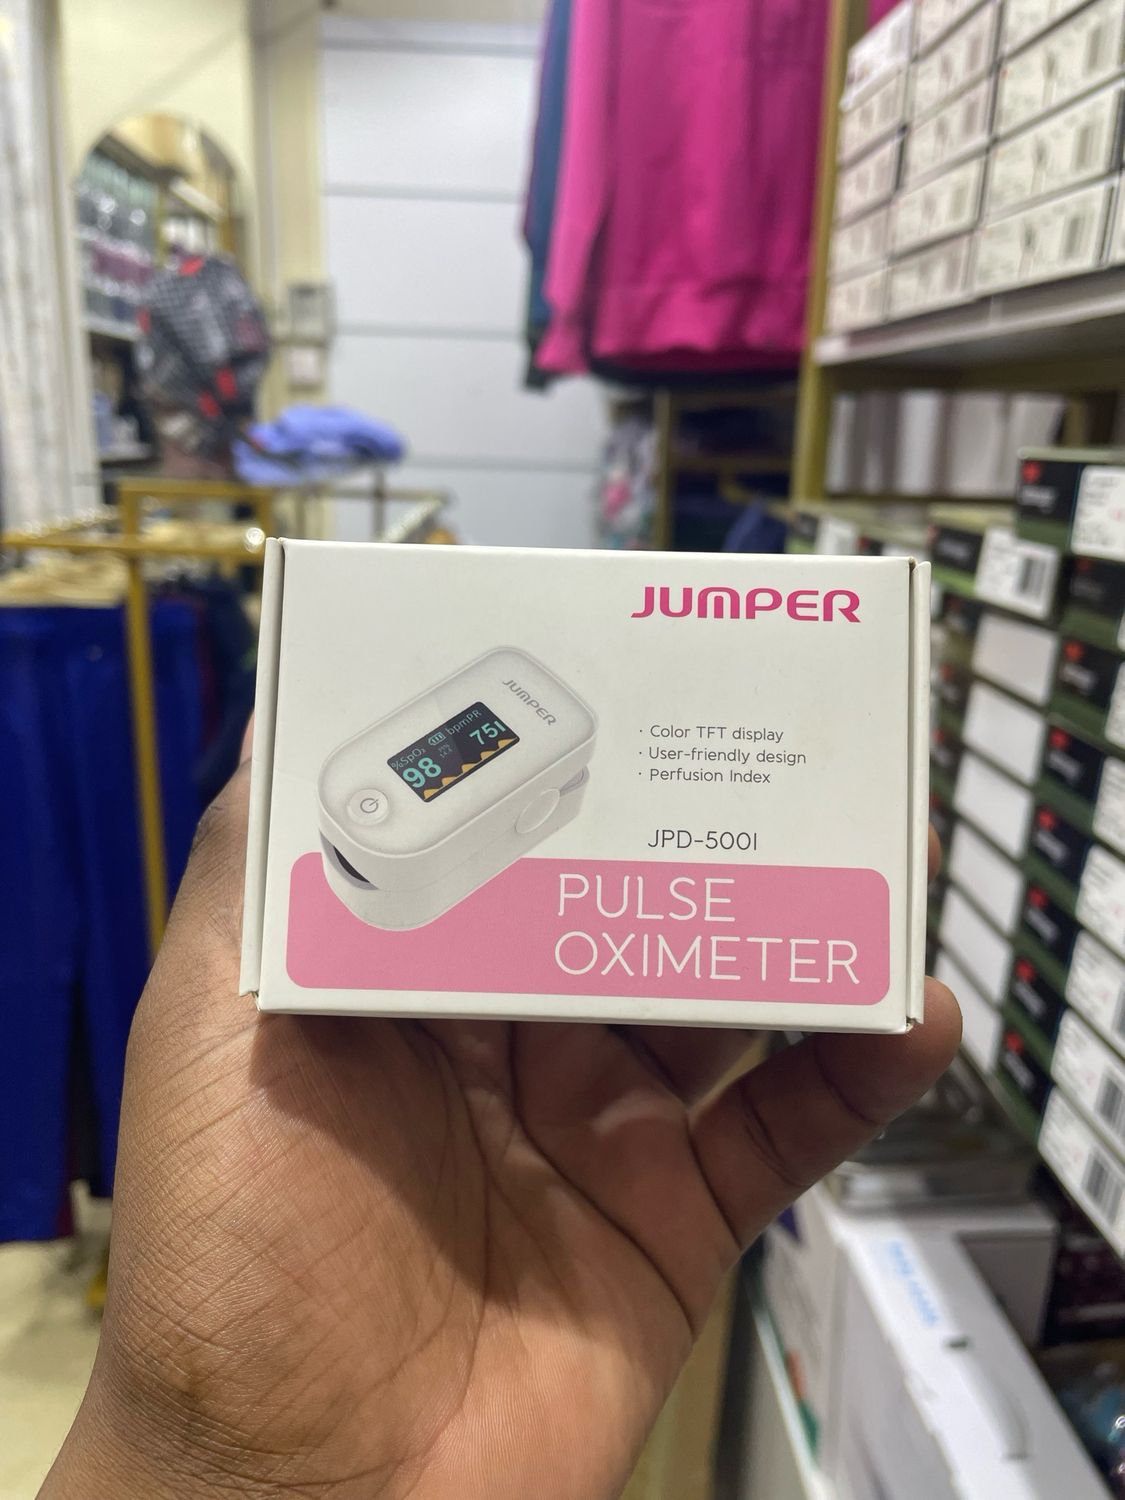 JUMPER
JUMPER
%SpO₂
bpmPR
98
75
· Color TFT display
· User-friendly design
· Perfusion Index
JPD-500I
PULSE
OXIMETER